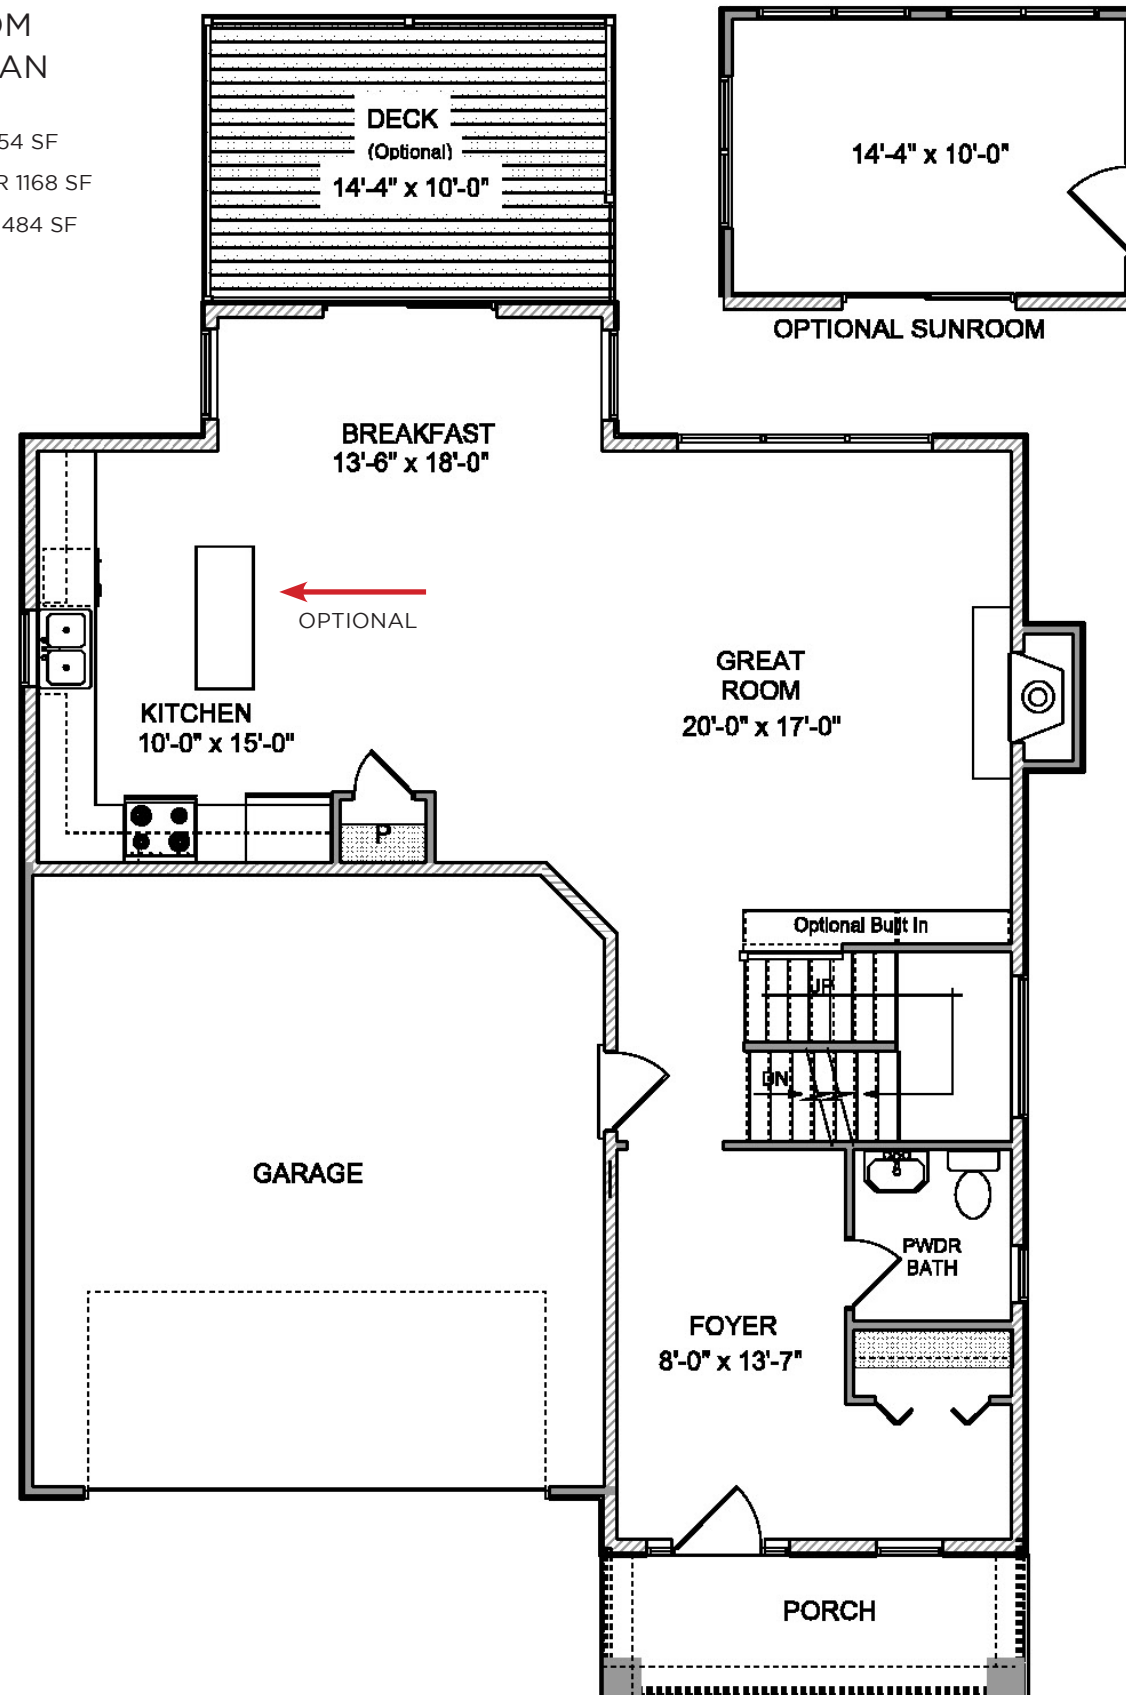 OM
AN
54 SF
R 1168 SF
484 SF
DECK
(Optional)
14'-4" x 10'-0"
14'-4" x 10'-0"
OPTIONAL SUNROOM
BREAKFAST
13'-6" x 18'-0"
OPTIONAL
KITCHEN
10'-0" x 15'-0"
GREAT
ROOM
20'-0" x 17'-0"
P
Optional Built In
UP
DN
GARAGE
PWDR
BATH
FOYER
8'-0" x 13'-7"
PORCH